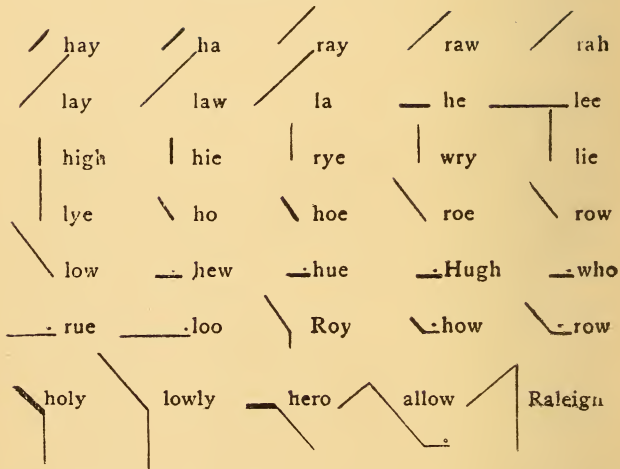 hay ha ray raw rah
lay law la he lee
high hie rye wry lie
lye ho hoe roe row
low hew hue Hugh who
rue loo Roy how row
holy lowly hero allow Raleigh